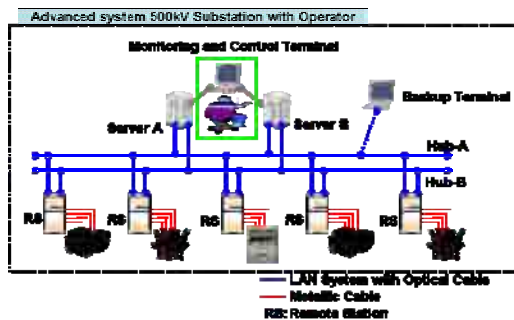 Advanced system 500kV Substation with Operator
Monitoring and Control Terminal
Backup Terminal
Server A
Server B
Hub-A
Hub-B
RS
RS
RS
RS
RS
LAN System with Optical Cable
Metallic Cable
RS: Remote Station